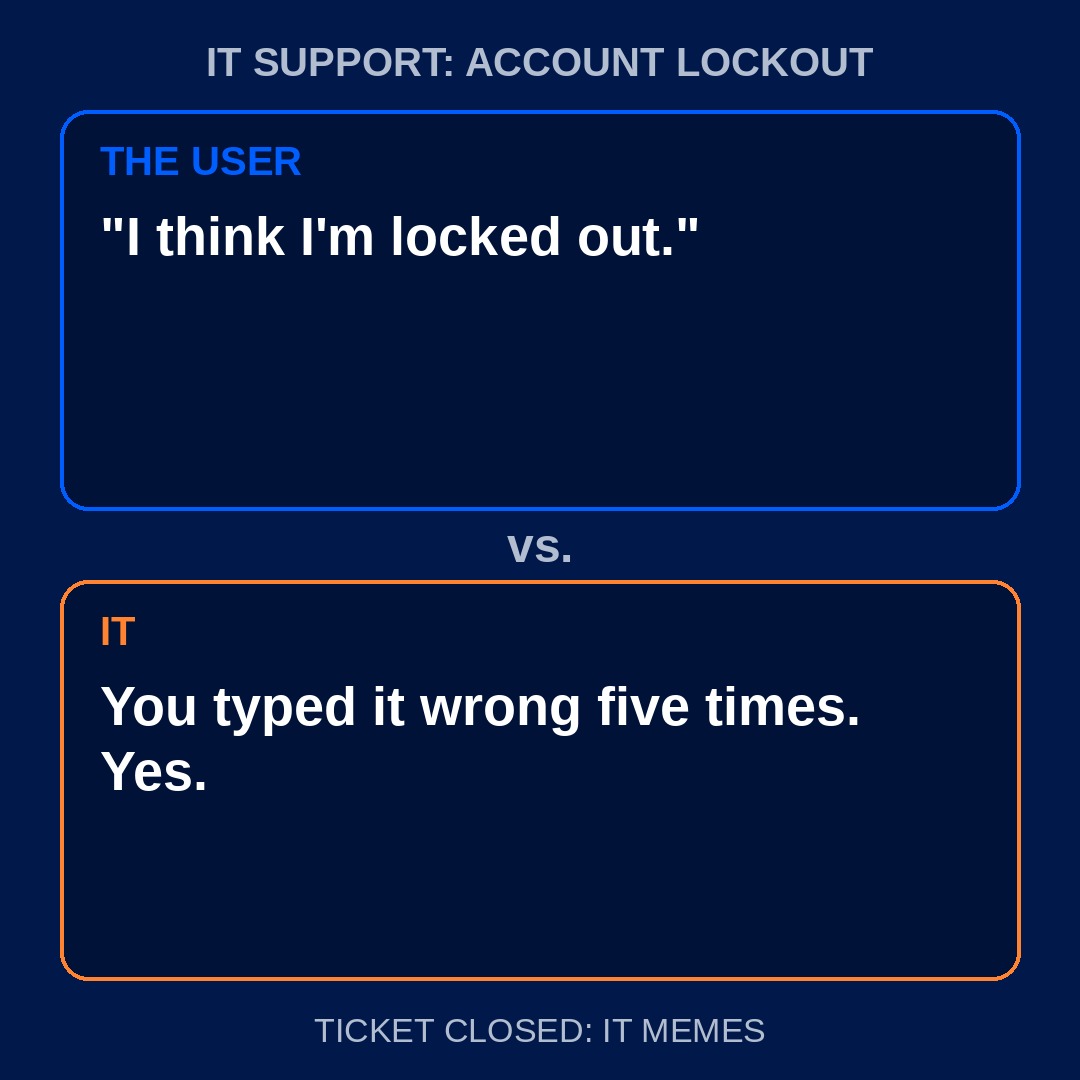 IT SUPPORT: ACCOUNT LOCKOUT
THE USER
"I think I'm locked out."
vs.
IT
You typed it wrong five times.
Yes.
TICKET CLOSED: IT MEMES